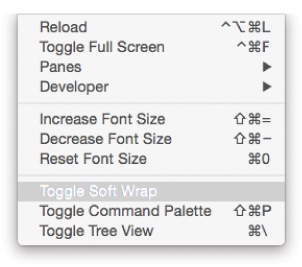 Reload ^⌥⌘L
Toggle Full Screen ^⌘F
Panes ▶
Developer ▶
Increase Font Size ⇧⌘=
Decrease Font Size ⇧⌘−
Reset Font Size ⌘0
Toggle Soft Wrap
Toggle Command Palette ⇧⌘P
Toggle Tree View ⌘\